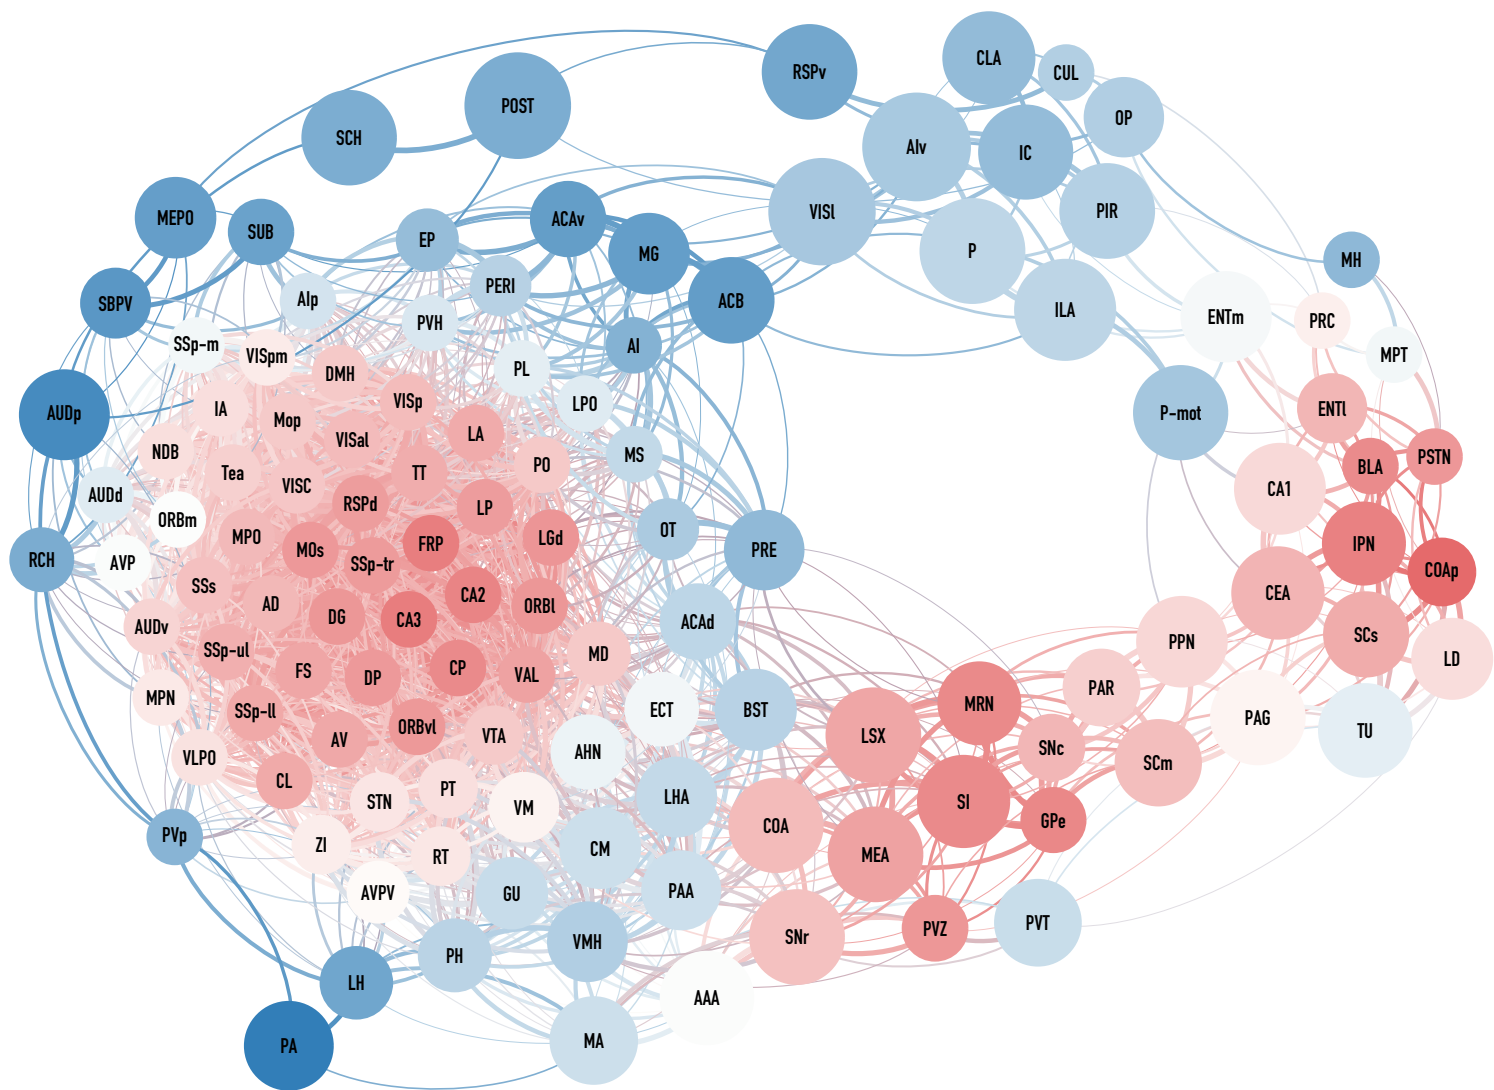 CLA
RSPv
CUL
POST
OP
SCH
AIv
IC
VISl
PIR
MEPO
SUB
ACAv
EP
MG
P
MH
PERI
ACB
SBPV
AIp
ILA
PVH
ENTm
PRC
SSp-m
VISpm
AI
MPT
DMH
PL
VISp
LPO
IA
Mop
AUDp
P-mot
ENTl
VISal
LA
NDB
MS
PSTN
BLA
Tea
TT
PO
VISC
CA1
AUDd
RSPd
LP
ORBm
OT
MPO
MOs
FRP
LGd
PRE
IPN
RCH
AVP
SSp-tr
COAp
SSs
CA2
CEA
AD
ORBl
DG
CA3
ACAd
AUDv
SCs
PPN
SSp-ul
MD
LD
FS
DP
CP
VAL
PAR
MPN
MRN
SSp-ll
ECT
BST
PAG
ORBvl
TU
AV
VTA
LSX
SNc
AHN
VLPO
SCm
CL
PT
LHA
STN
VM
SI
GPe
COA
PVp
ZI
CM
RT
MEA
AVPV
GU
PAA
PVT
PVZ
SNr
VMH
PH
LH
AAA
MA
PA